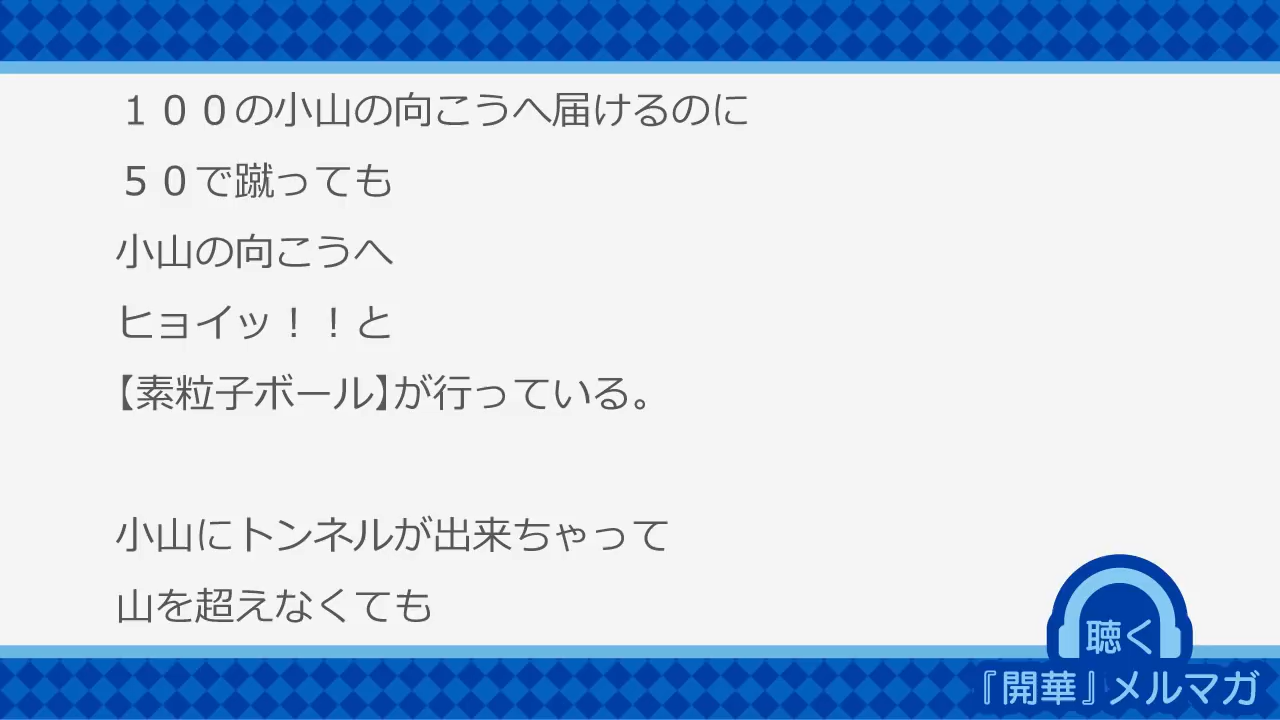 １００の小山の向こうへ届けるのに
５０で蹴っても
小山の向こうへ
ヒョイッ！！と
【素粒子ボール】が行っている。
小山にトンネルが出来ちゃって
山を超えなくても
聴く
『開華』メルマガ